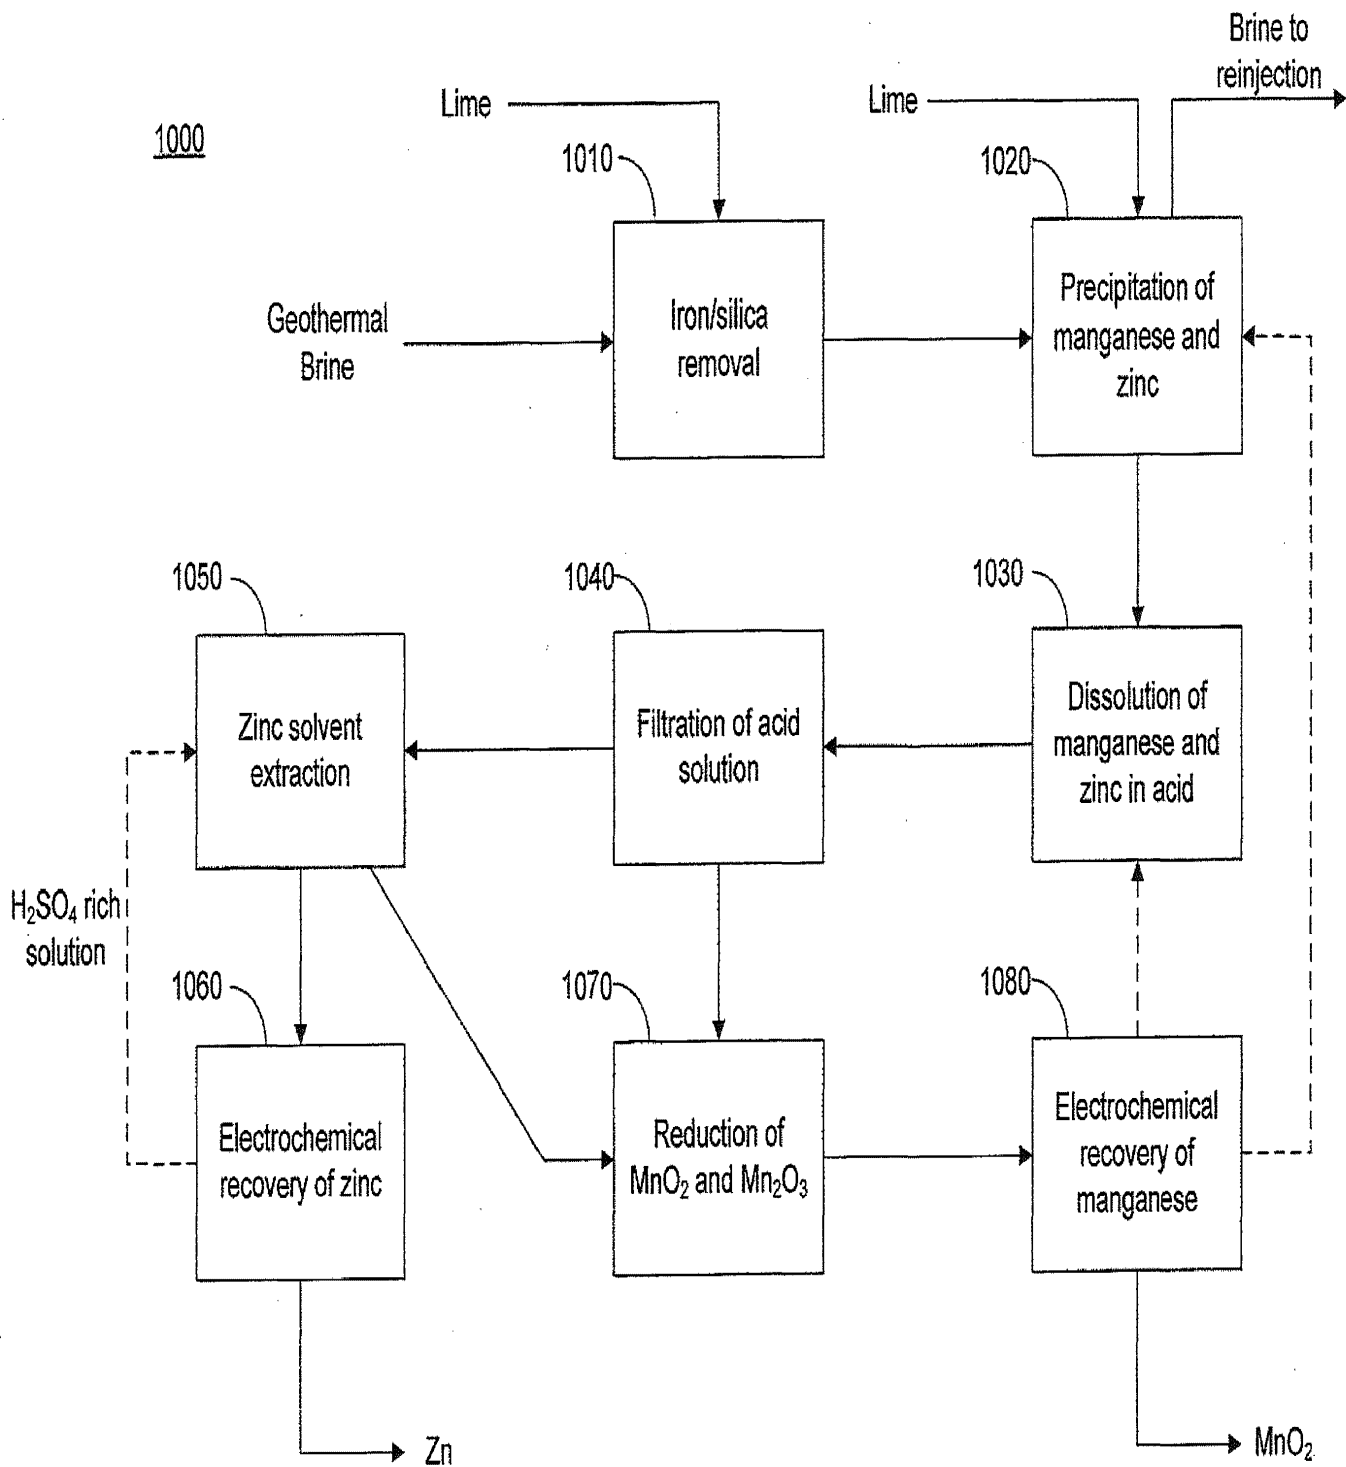 Brine to
reinjection
Lime
Lime
1000
1010
1020
Geothermal
Brine
Iron/silica
removal
Precipitation of
manganese and
zinc
1050
1040
1030
Zinc solvent
extraction
Filtration of acid
solution
Dissolution of
manganese and
zinc in acid
H₂SO₄ rich
solution
1060
1070
1080
Electrochemical
recovery of zinc
Reduction of
MnO₂ and Mn₂O₃
Electrochemical
recovery of
manganese
Zn
MnO₂